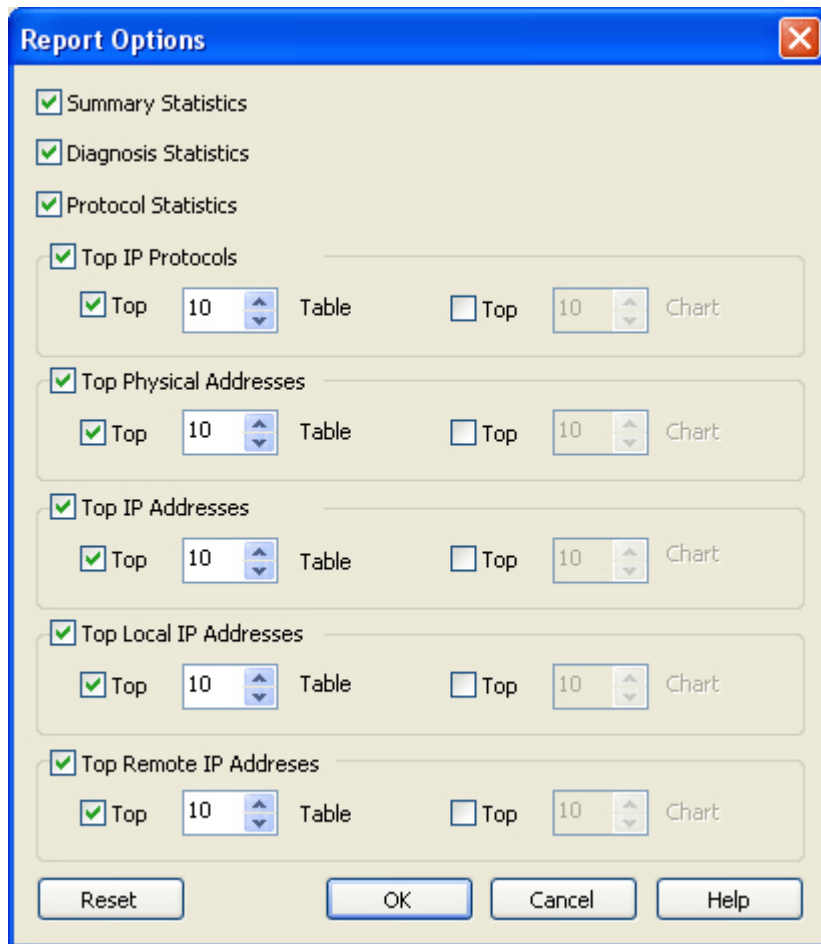 Report Options
Summary Statistics
Diagnosis Statistics
Protocol Statistics
Top IP Protocols
Top 10 Table Top 10 Chart
Top Physical Addresses
Top 10 Table Top 10 Chart
Top IP Addresses
Top 10 Table Top 10 Chart
Top Local IP Addresses
Top 10 Table Top 10 Chart
Top Remote IP Addreses
Top 10 Table Top 10 Chart
Reset OK Cancel Help